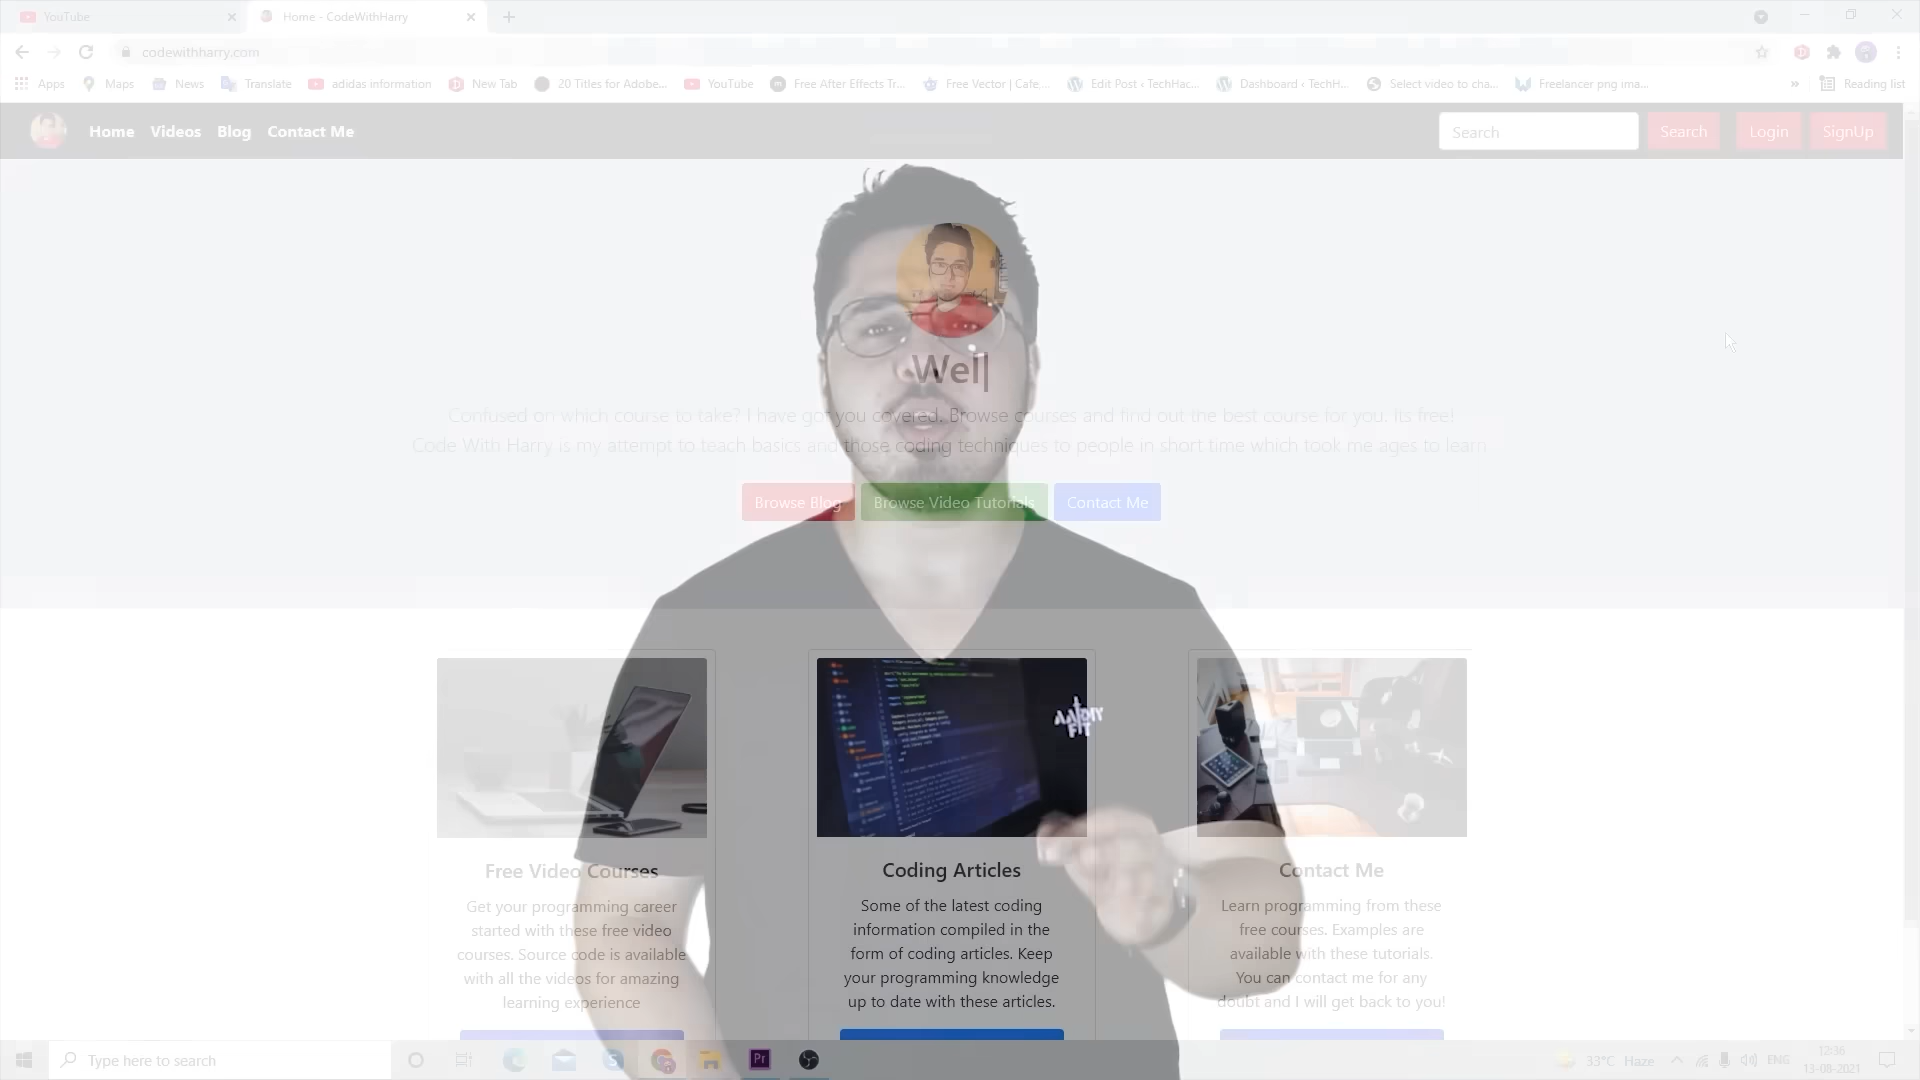 YouTube
Home - CodeWithHarry
codewithharry.com
Apps
Maps
News
Translate
adidas information
New Tab
20 Titles for Adobe...
YouTube
Free After Effects Tr...
Free Vector | Cafe,...
Edit Post ‹ TechHac...
Dashboard ‹ TechH...
Select video to cha...
Freelancer png ima...
»
Reading list
Home
Videos
Blog
Contact Me
Search
Search
Login
SignUp
Wel|
Confused on which course to take? I have got you covered. Browse courses and find out the best course for you. Its free!
Code With Harry is my attempt to teach basics and those coding techniques to people in short time which took me ages to learn
Browse Blog
Browse Video Tutorials
Contact Me
Free Video Courses
Get your programming career
started with these free video
courses. Source code is available
with all the videos for amazing
learning experience
Coding Articles
Some of the latest coding
information compiled in the
form of coding articles. Keep
your programming knowledge
up to date with these articles.
Contact Me
Learn programming from these
free courses. Examples are
available with these tutorials.
You can contact me for any
doubt and I will get back to you!
Type here to search
Pr
33°C Haze
ENG
12:36
13-08-2021